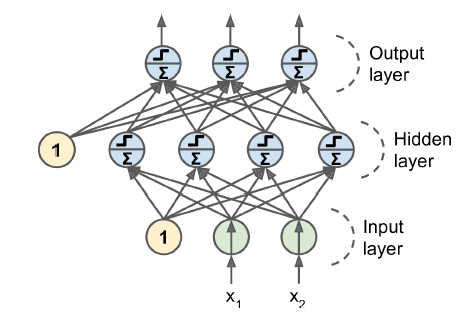 Σ
Σ
Σ
Output
layer
1
Σ
Σ
Σ
Σ
Hidden
layer
1
Input
layer
x1
x2